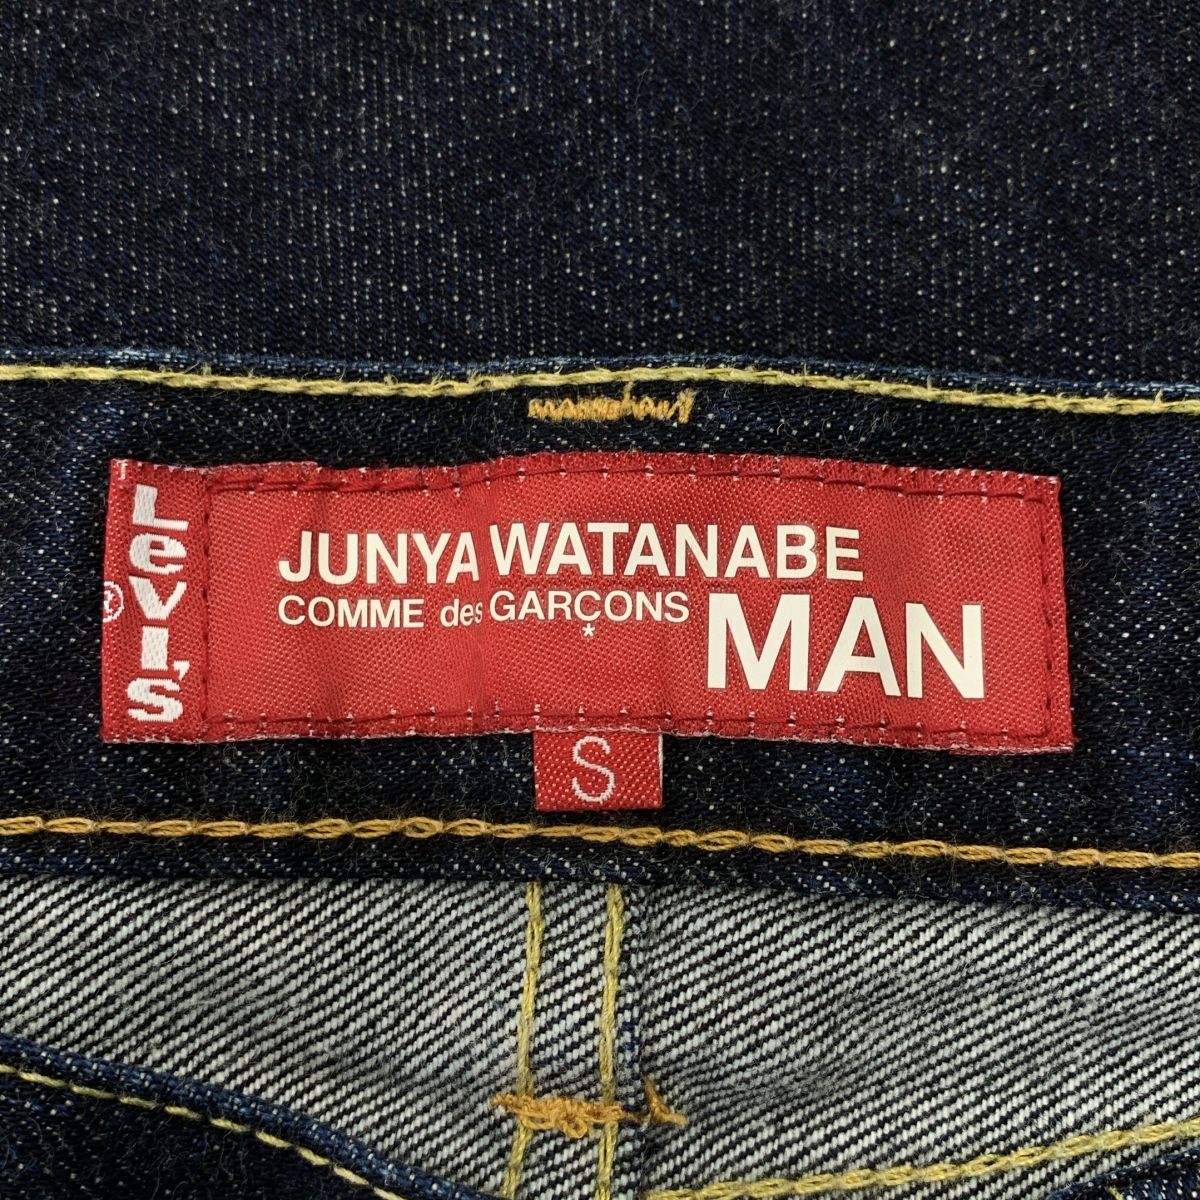 LeVI'S
®
JUNYA WATANABE
COMME des GARÇONS
*
MAN
S